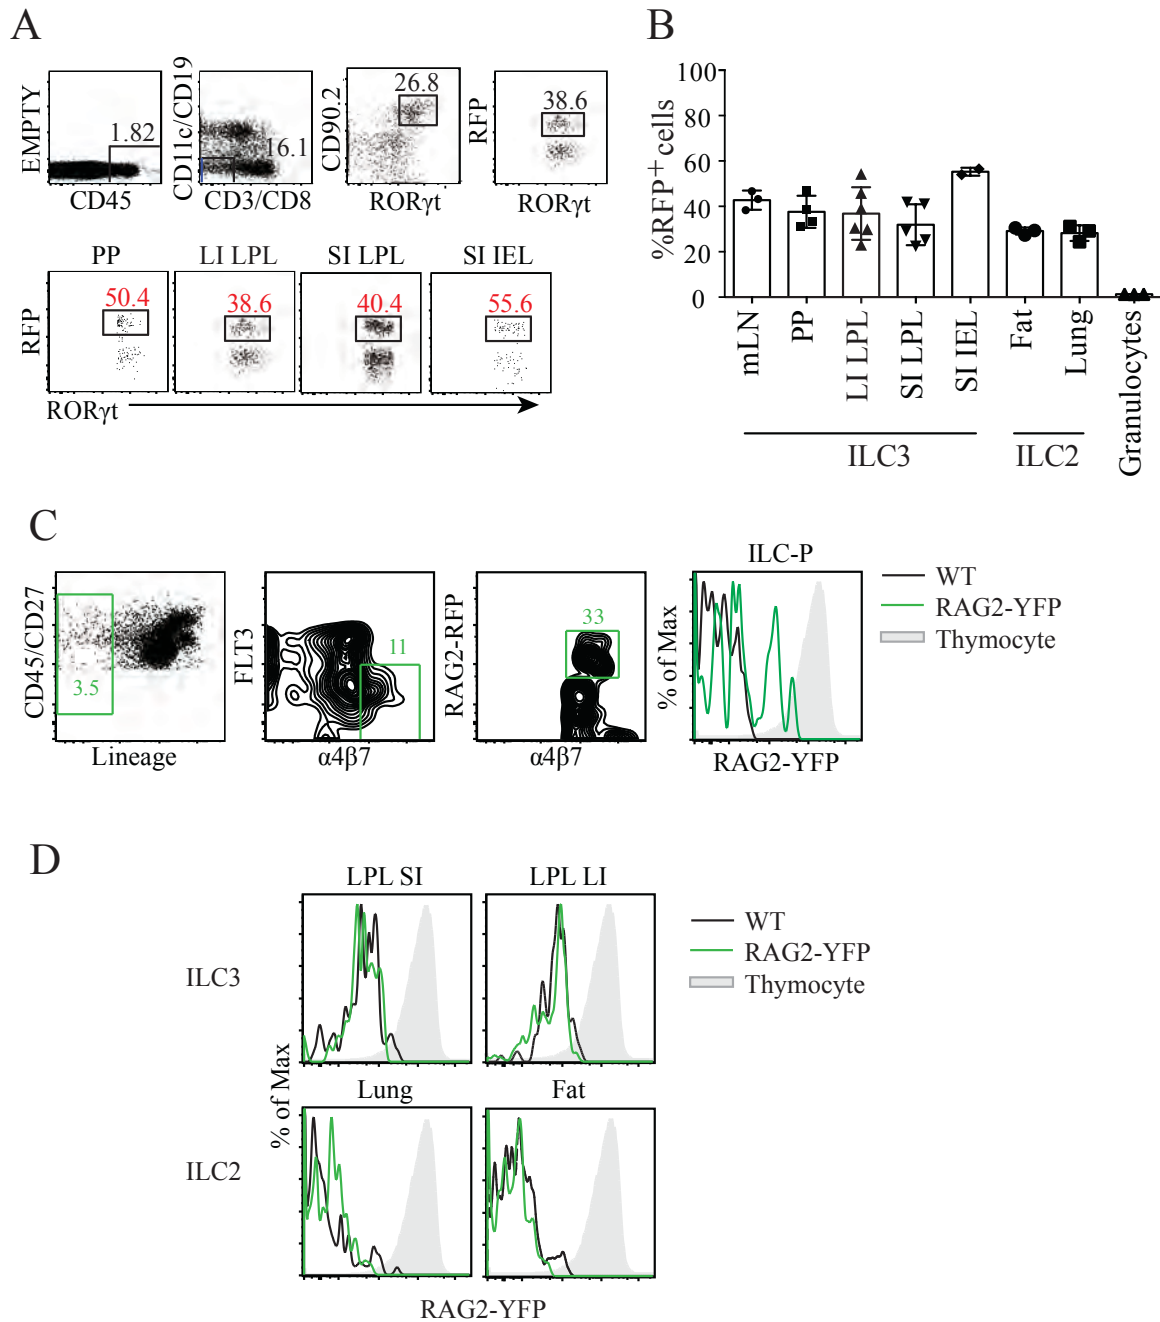 A
EMPTY
1.82
CD45
CD11c/CD19
16.1
CD3/CD8
CD90.2
26.8
RORγt
RFP
38.6
RORγt
PP
LI LPL
SI LPL
SI IEL
RFP
50.4
38.6
40.4
55.6
RORγt
B
%RFP+ cells
100
80
60
40
20
0
mLN
PP
LI LPL
SI LPL
SI IEL
Fat
Lung
Granulocytes
ILC3
ILC2
C
CD45/CD27
3.5
Lineage
FLT3
11
α4β7
RAG2-RFP
33
α4β7
ILC-P
% of Max
RAG2-YFP
WT
RAG2-YFP
Thymocyte
D
LPL SI
LPL LI
ILC3
WT
RAG2-YFP
Thymocyte
% of Max
Lung
Fat
ILC2
RAG2-YFP